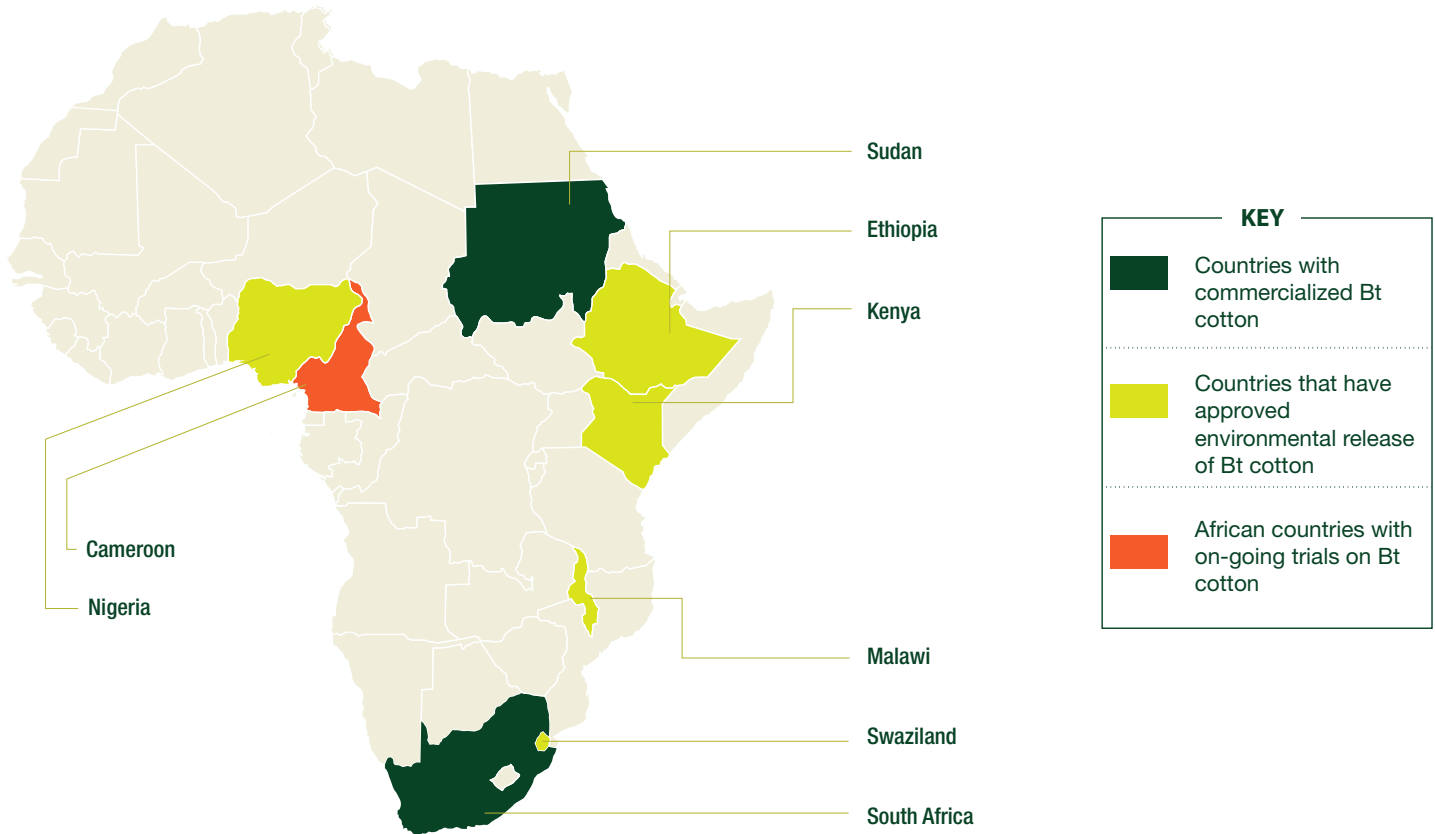 Sudan
Ethiopia
Kenya
Cameroon
Nigeria
Malawi
Swaziland
South Africa
KEY
Countries with
commercialized Bt
cotton
Countries that have
approved
environmental release
of Bt cotton
African countries with
on-going trials on Bt
cotton